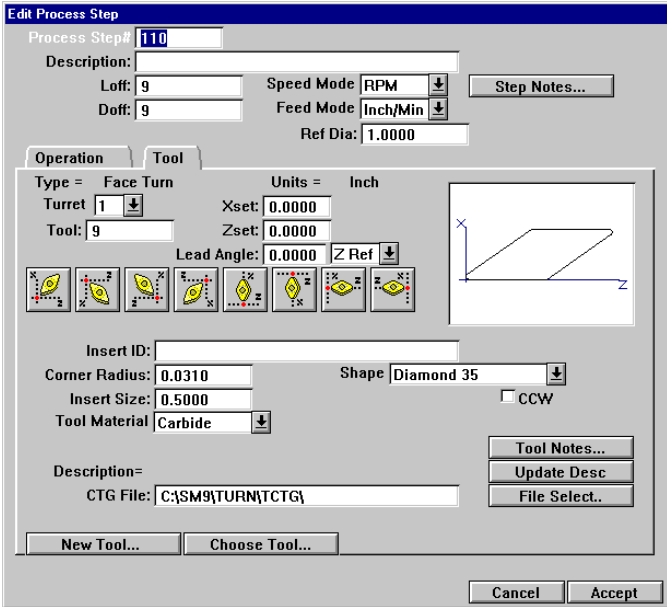 Edit Process Step
Process Step# 110
Description:
Loff: 9 Speed Mode RPM Step Notes...
Doff: 9 Feed Mode Inch/Min
Ref Dia: 1.0000
Operation Tool
Type = Face Turn Units = Inch
Turret 1 Xset: 0.0000
Tool: 9 Zset: 0.0000
Lead Angle: 0.0000 Z Ref
X Z
x z x z x z x z x z x z x z x z
Insert ID:
Corner Radius: 0.0310 Shape Diamond 35
Insert Size: 0.5000 CCW
Tool Material Carbide
Tool Notes...
Description= Update Desc
CTG File: C:\SM9\TURN\TCTG\ File Select..
New Tool... Choose Tool...
Cancel Accept